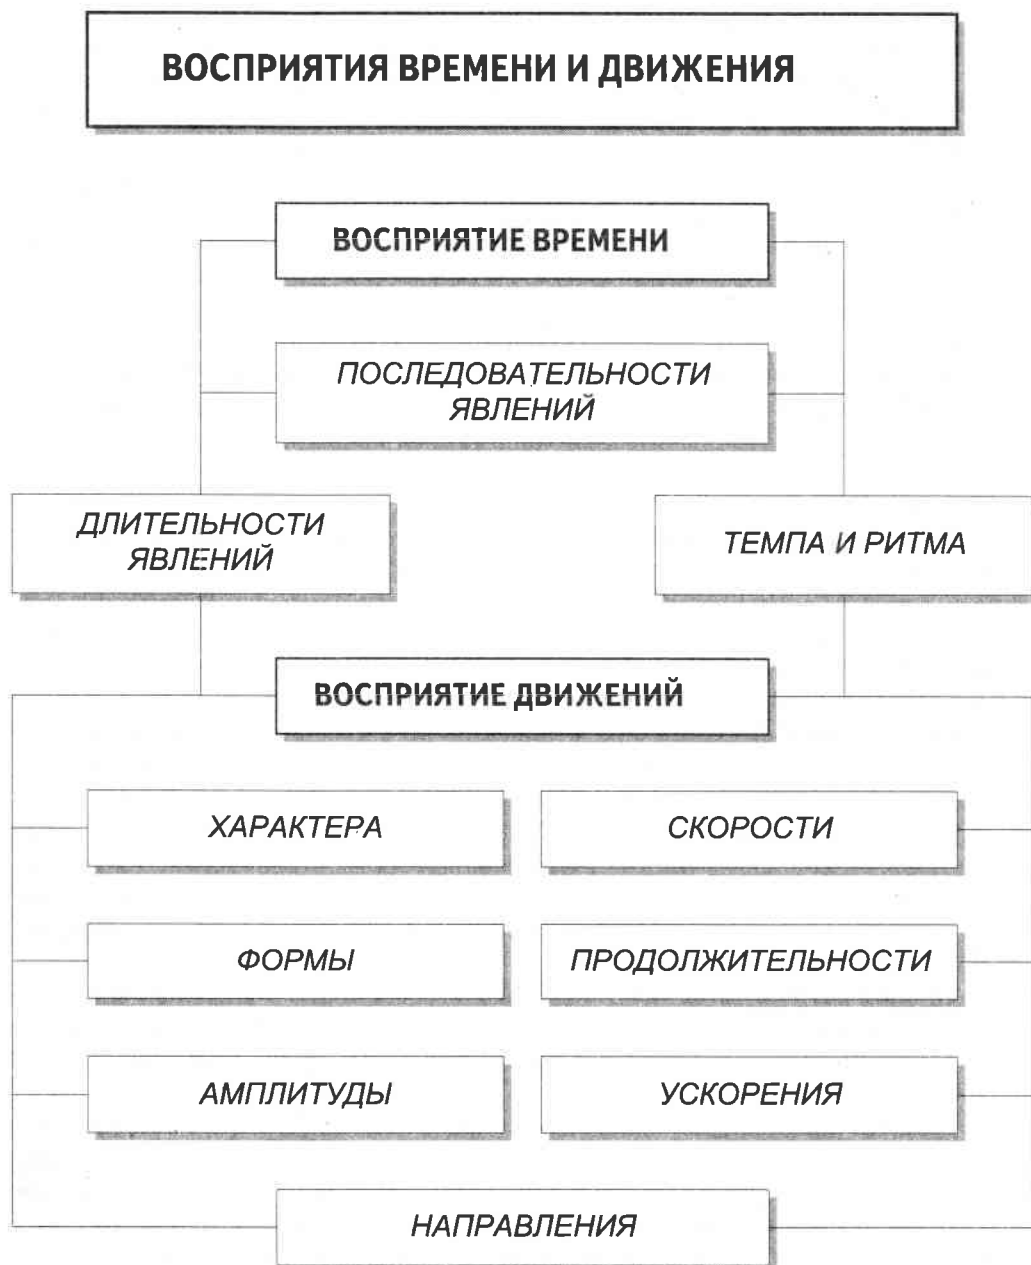 ВОСПРИЯТИЯ ВРЕМЕНИ И ДВИЖЕНИЯ
ВОСПРИЯТИЕ ВРЕМЕНИ
ПОСЛЕДОВАТЕЛЬНОСТИ
ЯВЛЕНИЙ
ДЛИТЕЛЬНОСТИ
ЯВЛЕНИЙ
ТЕМПА И РИТМА
ВОСПРИЯТИЕ ДВИЖЕНИЙ
ХАРАКТЕРА
СКОРОСТИ
ФОРМЫ
ПРОДОЛЖИТЕЛЬНОСТИ
АМПЛИТУДЫ
УСКОРЕНИЯ
НАПРАВЛЕНИЯ